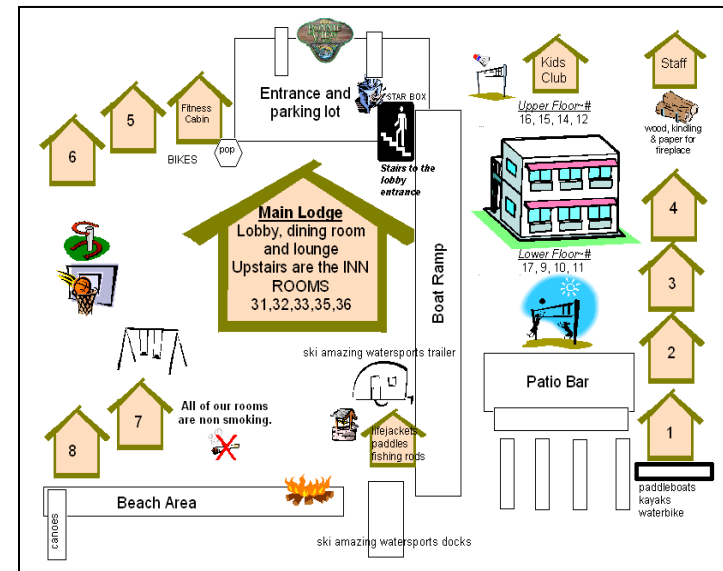 BONNIE VIEW
Entrance and
parking lot
STAR BOX
Stairs to the
lobby
entrance
Kids
Club
Staff
Upper Floor~#
16, 15, 14, 12
wood, kindling
& paper for
fireplace
5
6
Fitness
Cabin
BIKES
pop
Main Lodge
Lobby, dining room
and lounge
Upstairs are the INN
ROOMS
31,32,33,35,36
Boat Ramp
Lower Floor~#
17, 9, 10, 11
4
3
2
1
Patio Bar
ski amazing watersports trailer
All of our rooms
are non smoking.
7
8
lifejackets
paddles
fishing rods
paddleboats
kayaks
waterbike
Beach Area
canoes
ski amazing watersports docks